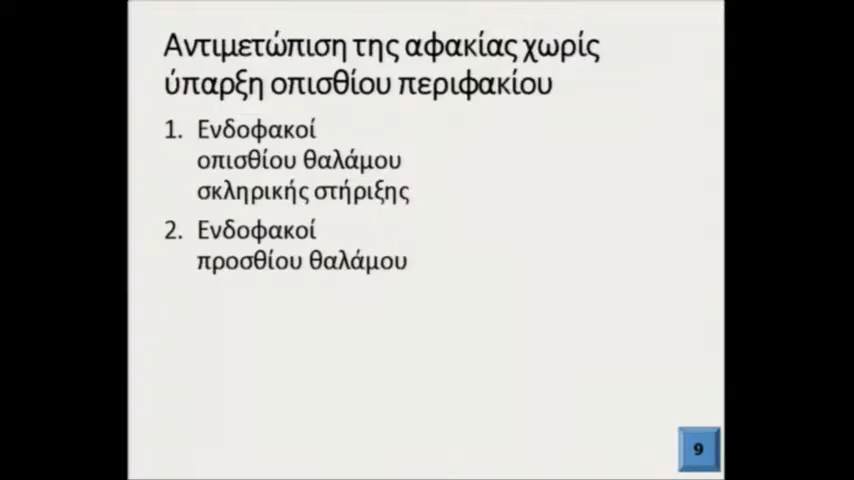 Αντιμετώπιση της αφακίας χωρίς
ύπαρξη οπισθίου περιφακίου
1. Ενδοφακοί
οπισθίου θαλάμου
σκληρικής στήριξης
2. Ενδοφακοί
προσθίου θαλάμου
9